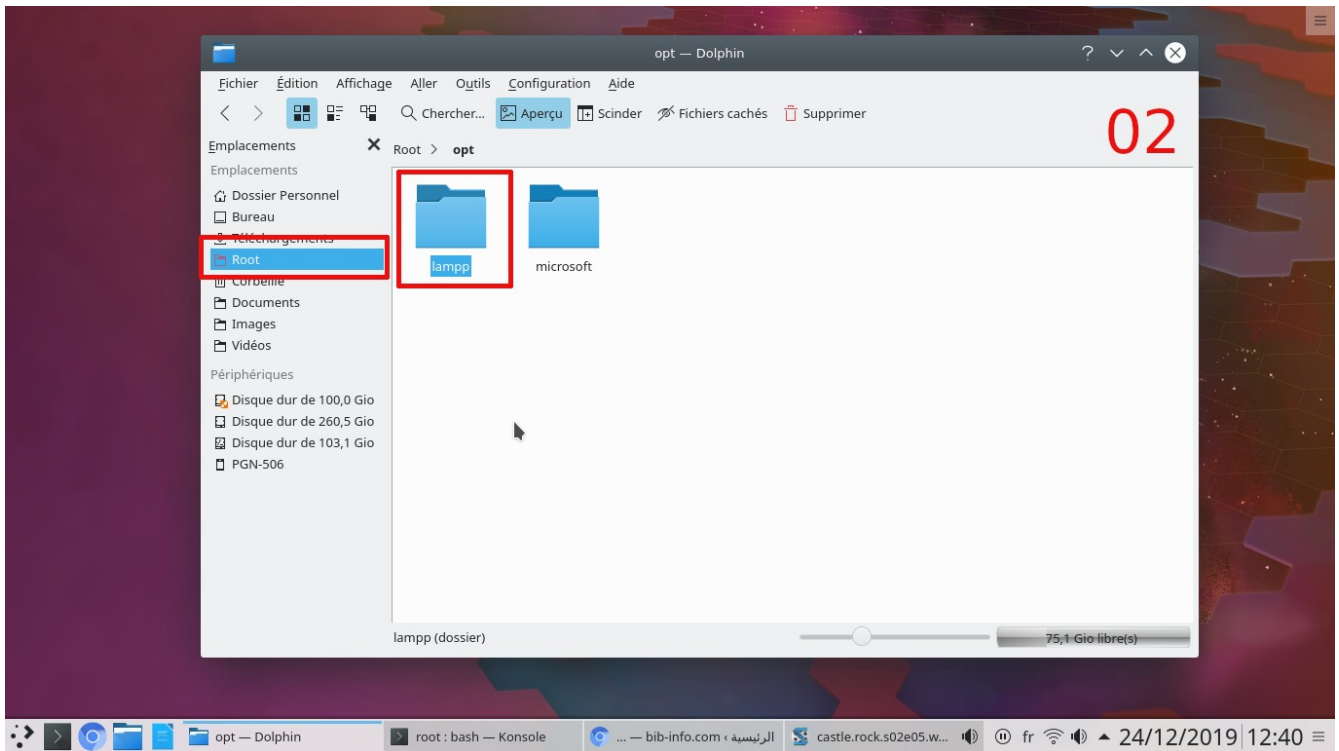 opt — Dolphin
Fichier Édition Affichage Aller Outils Configuration Aide
Chercher... Aperçu Scinder Fichiers cachés Supprimer
02
Emplacements
Root > opt
Emplacements
Dossier Personnel
Bureau
Téléchargements
Root
Corbeille
Documents
Images
Vidéos
Périphériques
Disque dur de 100,0 Gio
Disque dur de 260,5 Gio
Disque dur de 103,1 Gio
PGN-506
lampp
microsoft
lampp (dossier)
75,1 Gio libre(s)
opt — Dolphin
root : bash — Konsole
... — bib-info.com ‹ الرئيسية
castle.rock.s02e05.w...
fr
24/12/2019 12:40